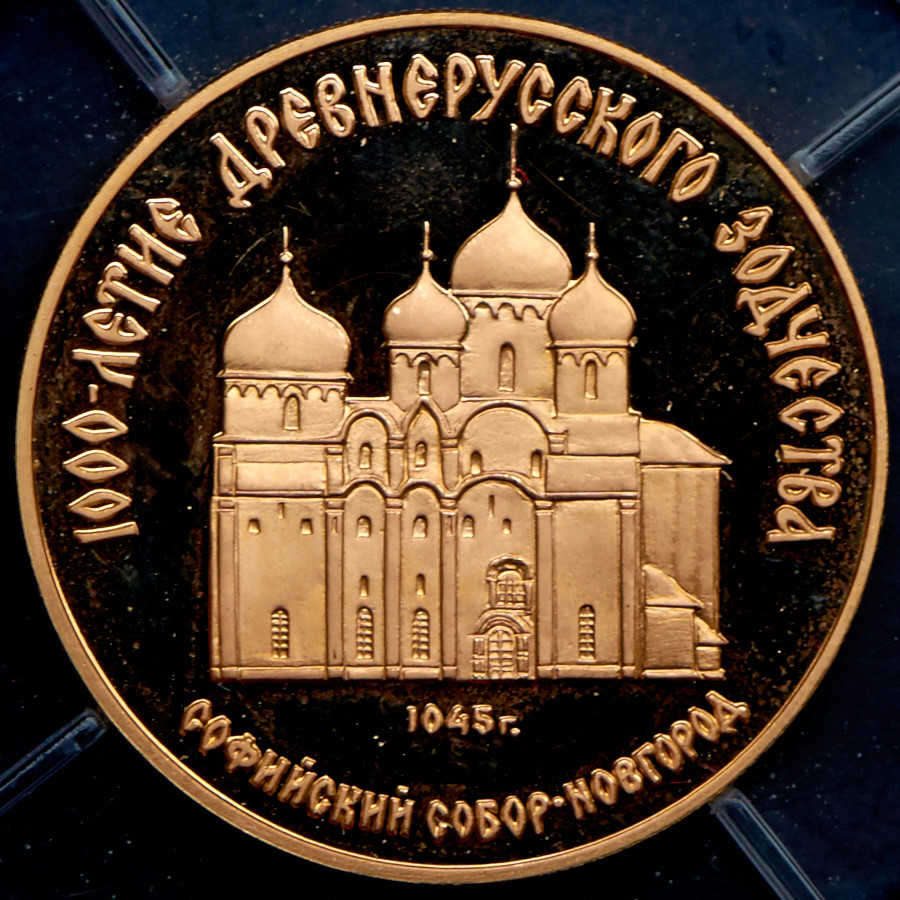 1000-ЛЕТИЕ ДРЕВНЕРУССКОГО ЗОДЧЕСТВА
1045г.
СОФИЙСКИЙ СОБОР·НОВГОРОД